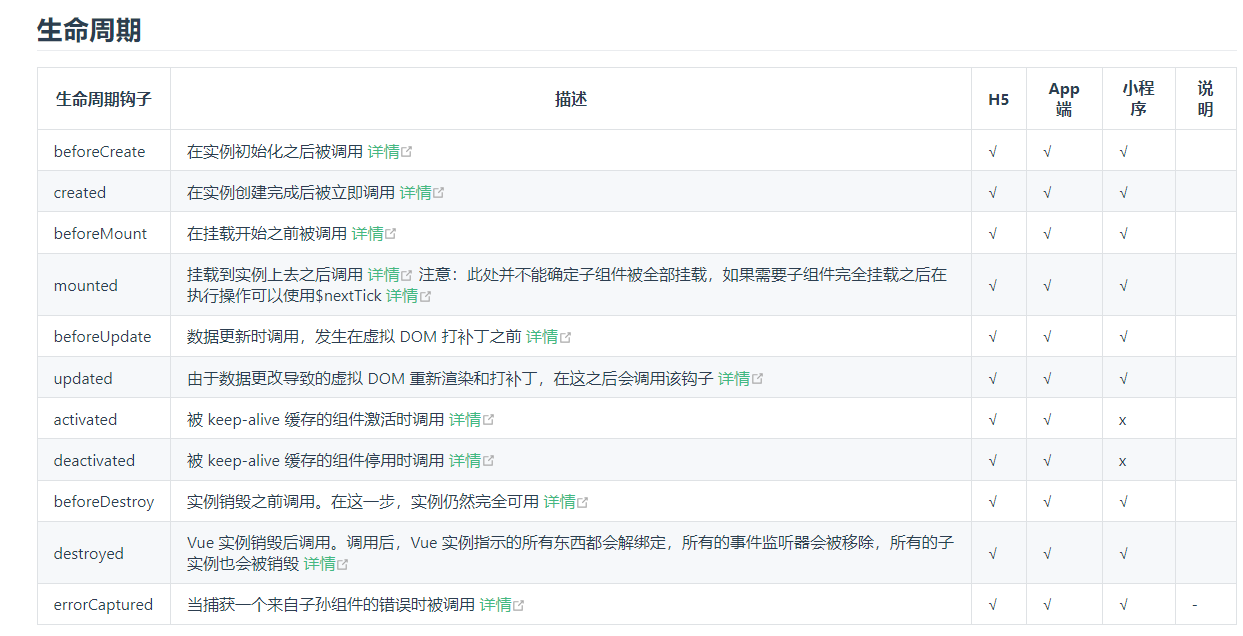 生命周期
生命周期钩子 描述 H5 App端 小程序 说明
beforeCreate 在实例初始化之后被调用 详情 √ √ √
created 在实例创建完成后被立即调用 详情 √ √ √
beforeMount 在挂载开始之前被调用 详情 √ √ √
mounted 挂载到实例上去之后调用 详情 注意：此处并不能确定子组件被全部挂载，如果需要子组件完全挂载之后在
执行操作可以使用$nextTick 详情 √ √ √
beforeUpdate 数据更新时调用，发生在虚拟 DOM 打补丁之前 详情 √ √ √
updated 由于数据更改导致的虚拟 DOM 重新渲染和打补丁，在这之后会调用该钩子 详情 √ √ √
activated 被 keep-alive 缓存的组件激活时调用 详情 √ √ x
deactivated 被 keep-alive 缓存的组件停用时调用 详情 √ √ x
beforeDestroy 实例销毁之前调用。在这一步，实例仍然完全可用 详情 √ √ √
destroyed Vue 实例销毁后调用。调用后，Vue 实例指示的所有东西都会解绑定，所有的事件监听器会被移除，所有的子
实例也会被销毁 详情 √ √ √
errorCaptured 当捕获一个来自子孙组件的错误时被调用 详情 √ √ √ -